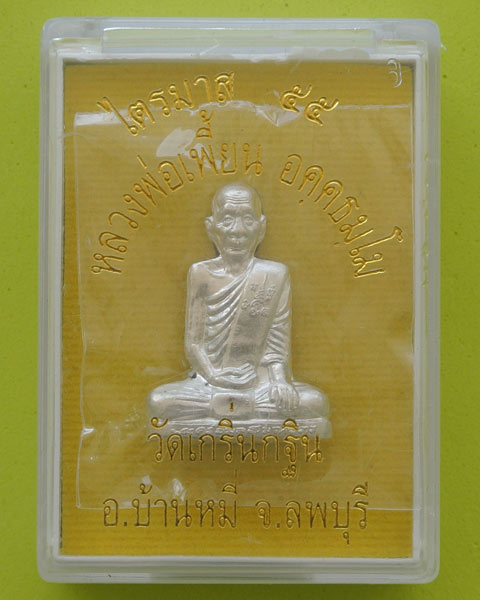 ไตรมาส ๕๕
หลวงพ่อเพี้ยน อคฺคธมฺโม
วัดเกริ่นกฐิน
อ.บ้านหมี่ จ.ลพบุรี